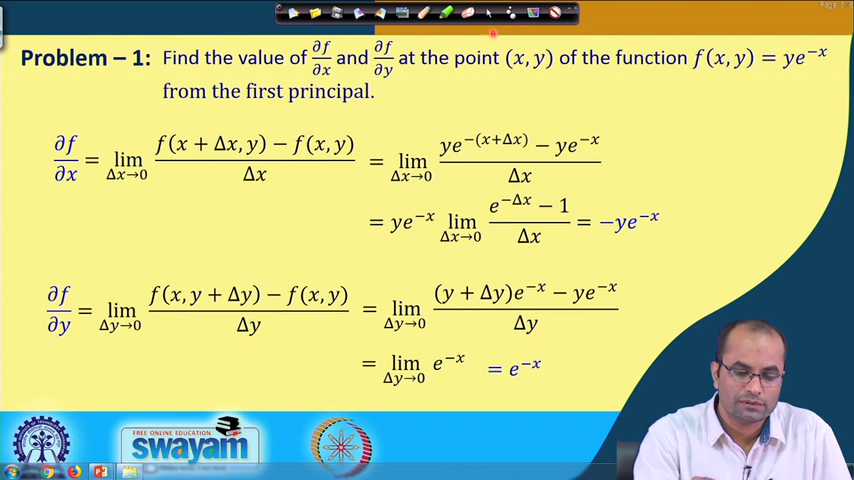 Problem – 1: Find the value of ∂f/∂x and ∂f/∂y at the point (x, y) of the function f(x, y) = ye^{−x}
from the first principal.
∂f/∂x = lim_{Δx→0} (f(x + Δx, y) − f(x, y))/Δx = lim_{Δx→0} (ye^{−(x+Δx)} − ye^{−x})/Δx
= ye^{−x} lim_{Δx→0} (e^{−Δx} − 1)/Δx = −ye^{−x}
∂f/∂y = lim_{Δy→0} (f(x, y + Δy) − f(x, y))/Δy = lim_{Δy→0} ((y + Δy)e^{−x} − ye^{−x})/Δy
= lim_{Δy→0} e^{−x} = e^{−x}
FREE ONLINE EDUCATION
swayam